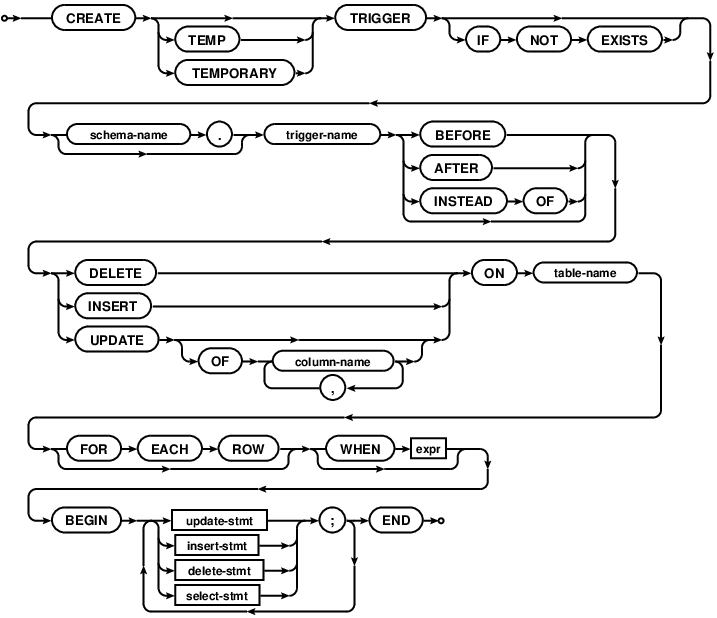 CREATE TRIGGER
TEMP IF NOT EXISTS
TEMPORARY
schema-name . trigger-name BEFORE
AFTER
INSTEAD OF
DELETE ON table-name
INSERT
UPDATE
OF column-name
,
FOR EACH ROW WHEN expr
BEGIN update-stmt ; END
insert-stmt
delete-stmt
select-stmt